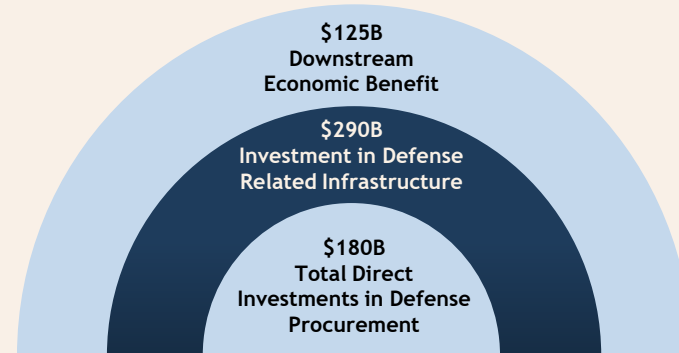 $125B
Downstream
Economic Benefit
$290B
Investment in Defense
Related Infrastructure
$180B
Total Direct
Investments in Defense
Procurement